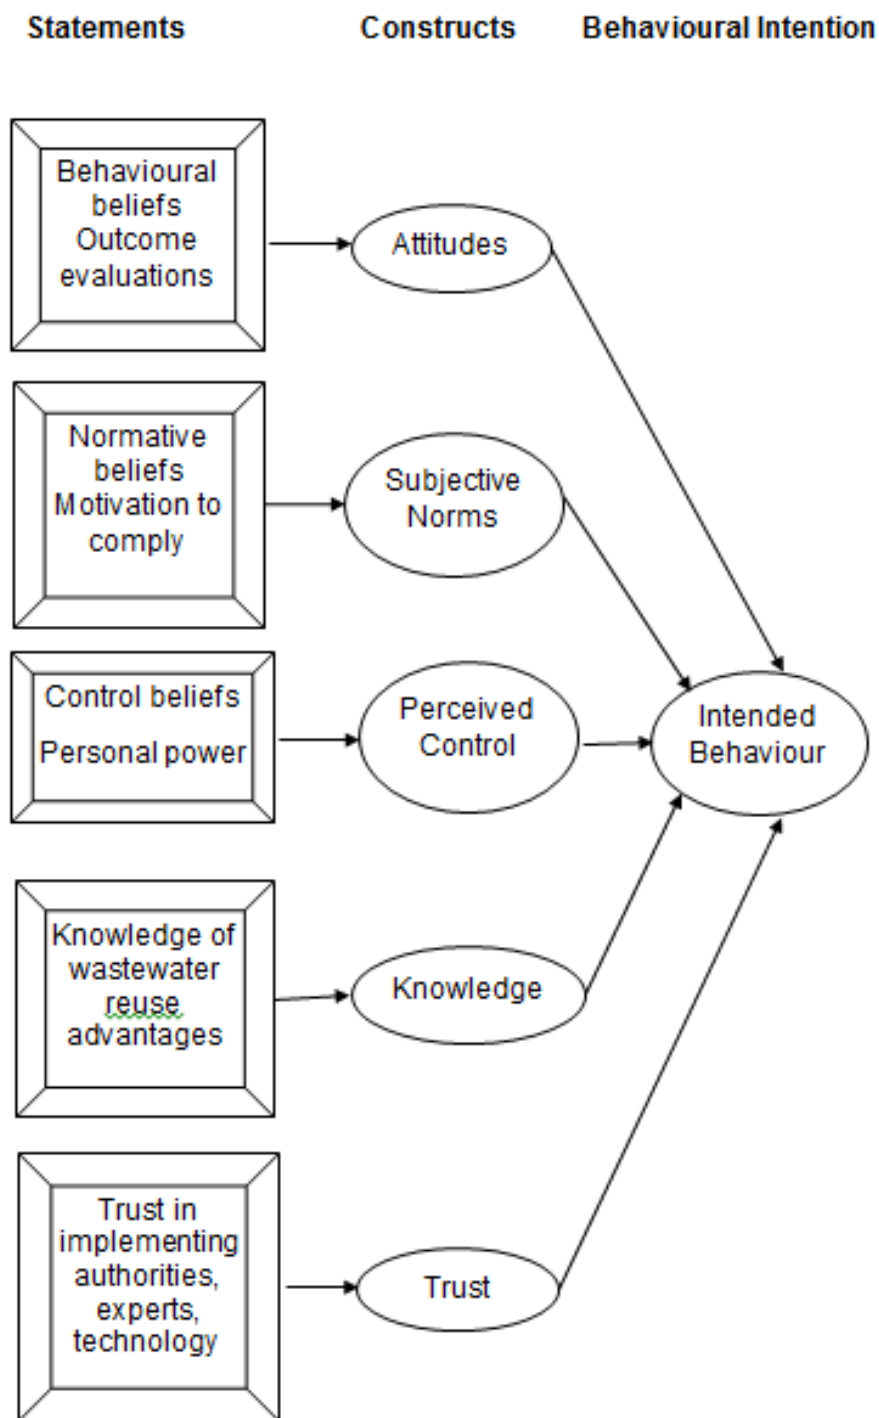 Statements Constructs Behavioural Intention
Behavioural
beliefs
Outcome
evaluations
Attitudes
Normative
beliefs
Motivation to
comply
Subjective
Norms
Control beliefs
Personal power
Perceived
Control
Intended
Behaviour
Knowledge of
wastewater
reuse
advantages
Knowledge
Trust in
implementing
authorities,
experts,
technology
Trust